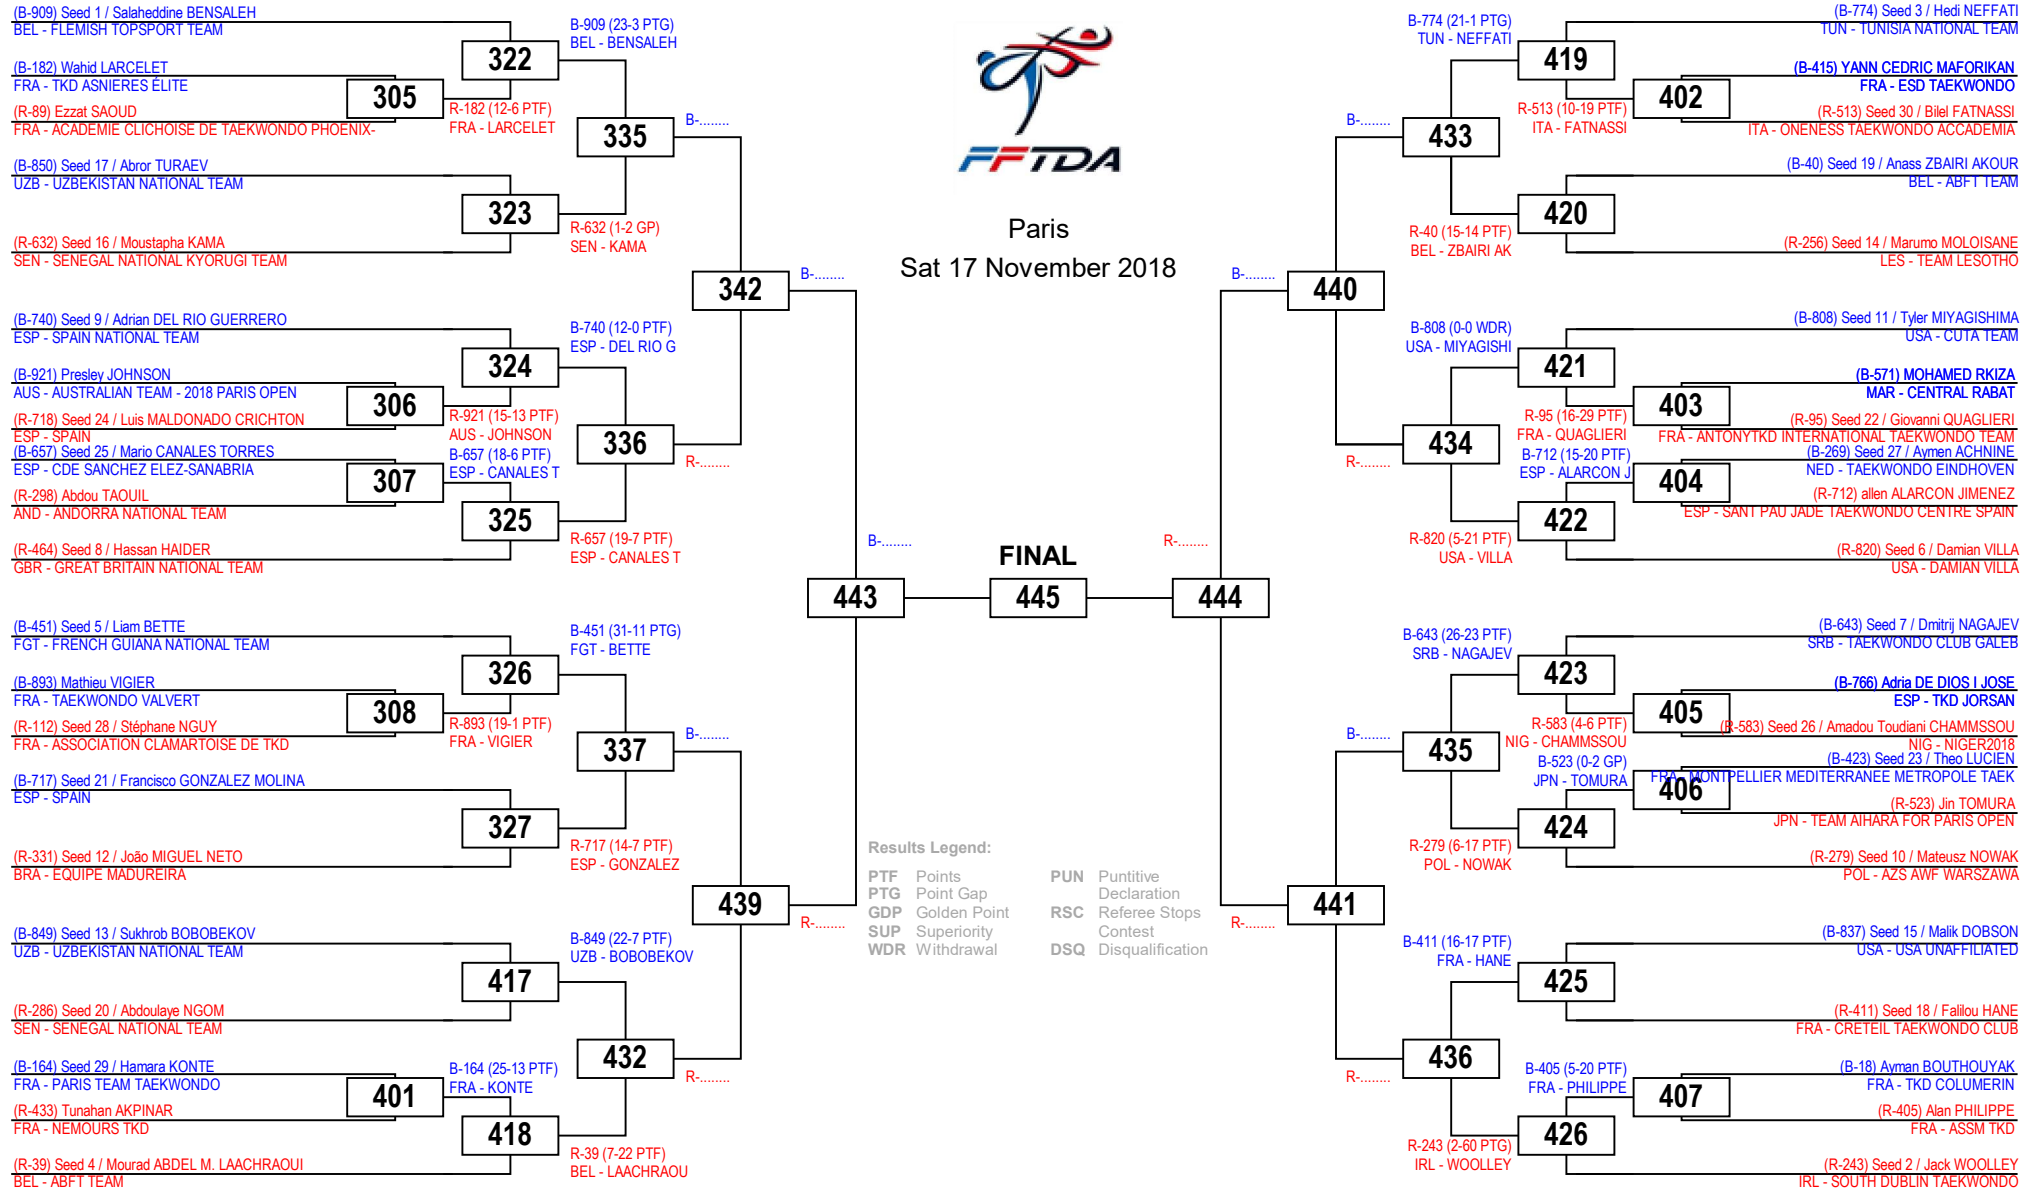 (B-909) Seed 1 / Salaheddine BENSALEH
BEL - FLEMISH TOPSPORT TEAM
(B-182) Wahid LARCELET
FRA - TKD ASNIERES ÉLITE
(R-89) Ezzat SAOUD
FRA - ACADEMIE CLICHOISE DE TAEKWONDO PHOENIX-
(B-850) Seed 17 / Abror TURAEV
UZB - UZBEKISTAN NATIONAL TEAM
(R-632) Seed 16 / Moustapha KAMA
SEN - SENEGAL NATIONAL KYORUGI TEAM
(B-740) Seed 9 / Adrian DEL RIO GUERRERO
ESP - SPAIN NATIONAL TEAM
(B-921) Presley JOHNSON
AUS - AUSTRALIAN TEAM - 2018 PARIS OPEN
(R-718) Seed 24 / Luis MALDONADO CRICHTON
ESP - SPAIN
(B-657) Seed 25 / Mario CANALES TORRES
ESP - CDE SANCHEZ ELEZ-SANABRIA
(R-298) Abdou TAOUIL
AND - ANDORRA NATIONAL TEAM
(R-464) Seed 8 / Hassan HAIDER
GBR - GREAT BRITAIN NATIONAL TEAM
(B-451) Seed 5 / Liam BETTE
FGT - FRENCH GUIANA NATIONAL TEAM
(B-893) Mathieu VIGIER
FRA - TAEKWONDO VALVERT
(R-112) Seed 28 / Stéphane NGUY
FRA - ASSOCIATION CLAMARTOISE DE TKD
(B-717) Seed 21 / Francisco GONZALEZ MOLINA
ESP - SPAIN
(R-331) Seed 12 / João MIGUEL NETO
BRA - EQUIPE MADUREIRA
(B-849) Seed 13 / Sukhrob BOBOBEKOV
UZB - UZBEKISTAN NATIONAL TEAM
(R-286) Seed 20 / Abdoulaye NGOM
SEN - SENEGAL NATIONAL TEAM
(B-164) Seed 29 / Hamara KONTE
FRA - PARIS TEAM TAEKWONDO
(R-433) Tunahan AKPINAR
FRA - NEMOURS TKD
(R-39) Seed 4 / Mourad ABDEL M. LAACHRAOUI
BEL - ABFT TEAM
305
306
307
308
401
322
R-182 (12-6 PTF)
FRA - LARCELET
323
324
R-921 (15-13 PTF)
AUS - JOHNSON
B-657 (18-6 PTF)
ESP - CANALES T
325
326
R-893 (19-1 PTF)
FRA - VIGIER
327
417
B-164 (25-13 PTF)
FRA - KONTE
418
B-909 (23-3 PTG)
BEL - BENSALEH
335
R-632 (1-2 GP)
SEN - KAMA
B-740 (12-0 PTF)
ESP - DEL RIO G
336
R-657 (19-7 PTF)
ESP - CANALES T
B-451 (31-11 PTG)
FGT - BETTE
337
R-717 (14-7 PTF)
ESP - GONZALEZ
B-849 (22-7 PTF)
UZB - BOBOBEKOV
432
R-39 (7-22 PTF)
BEL - LAACHRAOU
B-........
342
R-........
B-........
439
R-........
B-........
443
R-........
FFTDA
Paris
Sat 17 November 2018
B-........
FINAL
R-........
445
Results Legend:
PTF Points
PTG Point Gap
GDP Golden Point
SUP Superiority
WDR Withdrawal
PUN Puntitive
Declaration
RSC Referee Stops
Contest
DSQ Disqualification
B-........
444
R-........
B-........
440
R-........
B-........
441
R-........
B-774 (21-1 PTG)
TUN - NEFFATI
433
R-40 (15-14 PTF)
BEL - ZBAIRI AK
B-808 (0-0 WDR)
USA - MIYAGISHI
434
R-820 (5-21 PTF)
USA - VILLA
B-643 (26-23 PTF)
SRB - NAGAJEV
435
R-279 (6-17 PTF)
POL - NOWAK
B-411 (16-17 PTF)
FRA - HANE
436
R-243 (2-60 PTG)
IRL - WOOLLEY
419
R-513 (10-19 PTF)
ITA - FATNASSI
420
421
R-95 (16-29 PTF)
FRA - QUAGLIERI
B-712 (15-20 PTF)
ESP - ALARCON J
422
423
R-583 (4-6 PTF)
NIG - CHAMMSSOU
B-523 (0-2 GP)
JPN - TOMURA
424
425
B-405 (5-20 PTF)
FRA - PHILIPPE
426
402
403
404
405
406
407
(B-774) Seed 3 / Hedi NEFFATI
TUN - TUNISIA NATIONAL TEAM
(B-415) YANN CEDRIC MAFORIKAN
FRA - ESD TAEKWONDO
(R-513) Seed 30 / Bilel FATNASSI
ITA - ONENESS TAEKWONDO ACCADEMIA
(B-40) Seed 19 / Anass ZBAIRI AKOUR
BEL - ABFT TEAM
(R-256) Seed 14 / Marumo MOLOISANE
LES - TEAM LESOTHO
(B-808) Seed 11 / Tyler MIYAGISHIMA
USA - CUTA TEAM
(B-571) MOHAMED RKIZA
MAR - CENTRAL RABAT
(R-95) Seed 22 / Giovanni QUAGLIERI
FRA - ANTONYTKD INTERNATIONAL TAEKWONDO TEAM
(B-269) Seed 27 / Aymen ACHNINE
NED - TAEKWONDO EINDHOVEN
(R-712) allen ALARCON JIMENEZ
ESP - SANT PAU JADE TAEKWONDO CENTRE SPAIN
(R-820) Seed 6 / Damian VILLA
USA - DAMIAN VILLA
(B-643) Seed 7 / Dmitrij NAGAJEV
SRB - TAEKWONDO CLUB GALEB
(B-766) Adria DE DIOS I JOSE
ESP - TKD JORSAN
(R-583) Seed 26 / Amadou Toudiani CHAMMSSOU
NIG - NIGER2018
(B-423) Seed 23 / Theo LUCIEN
FRA - MONTPELLIER MEDITERRANEE METROPOLE TAEK
(R-523) Jin TOMURA
JPN - TEAM AIHARA FOR PARIS OPEN
(R-279) Seed 10 / Mateusz NOWAK
POL - AZS AWF WARSZAWA
(B-837) Seed 15 / Malik DOBSON
USA - USA UNAFFILIATED
(R-411) Seed 18 / Falilou HANE
FRA - CRETEIL TAEKWONDO CLUB
(B-18) Ayman BOUTHOUYAK
FRA - TKD COLUMERIN
(R-405) Alan PHILIPPE
FRA - ASSM TKD
(R-243) Seed 2 / Jack WOOLLEY
IRL - SOUTH DUBLIN TAEKWONDO